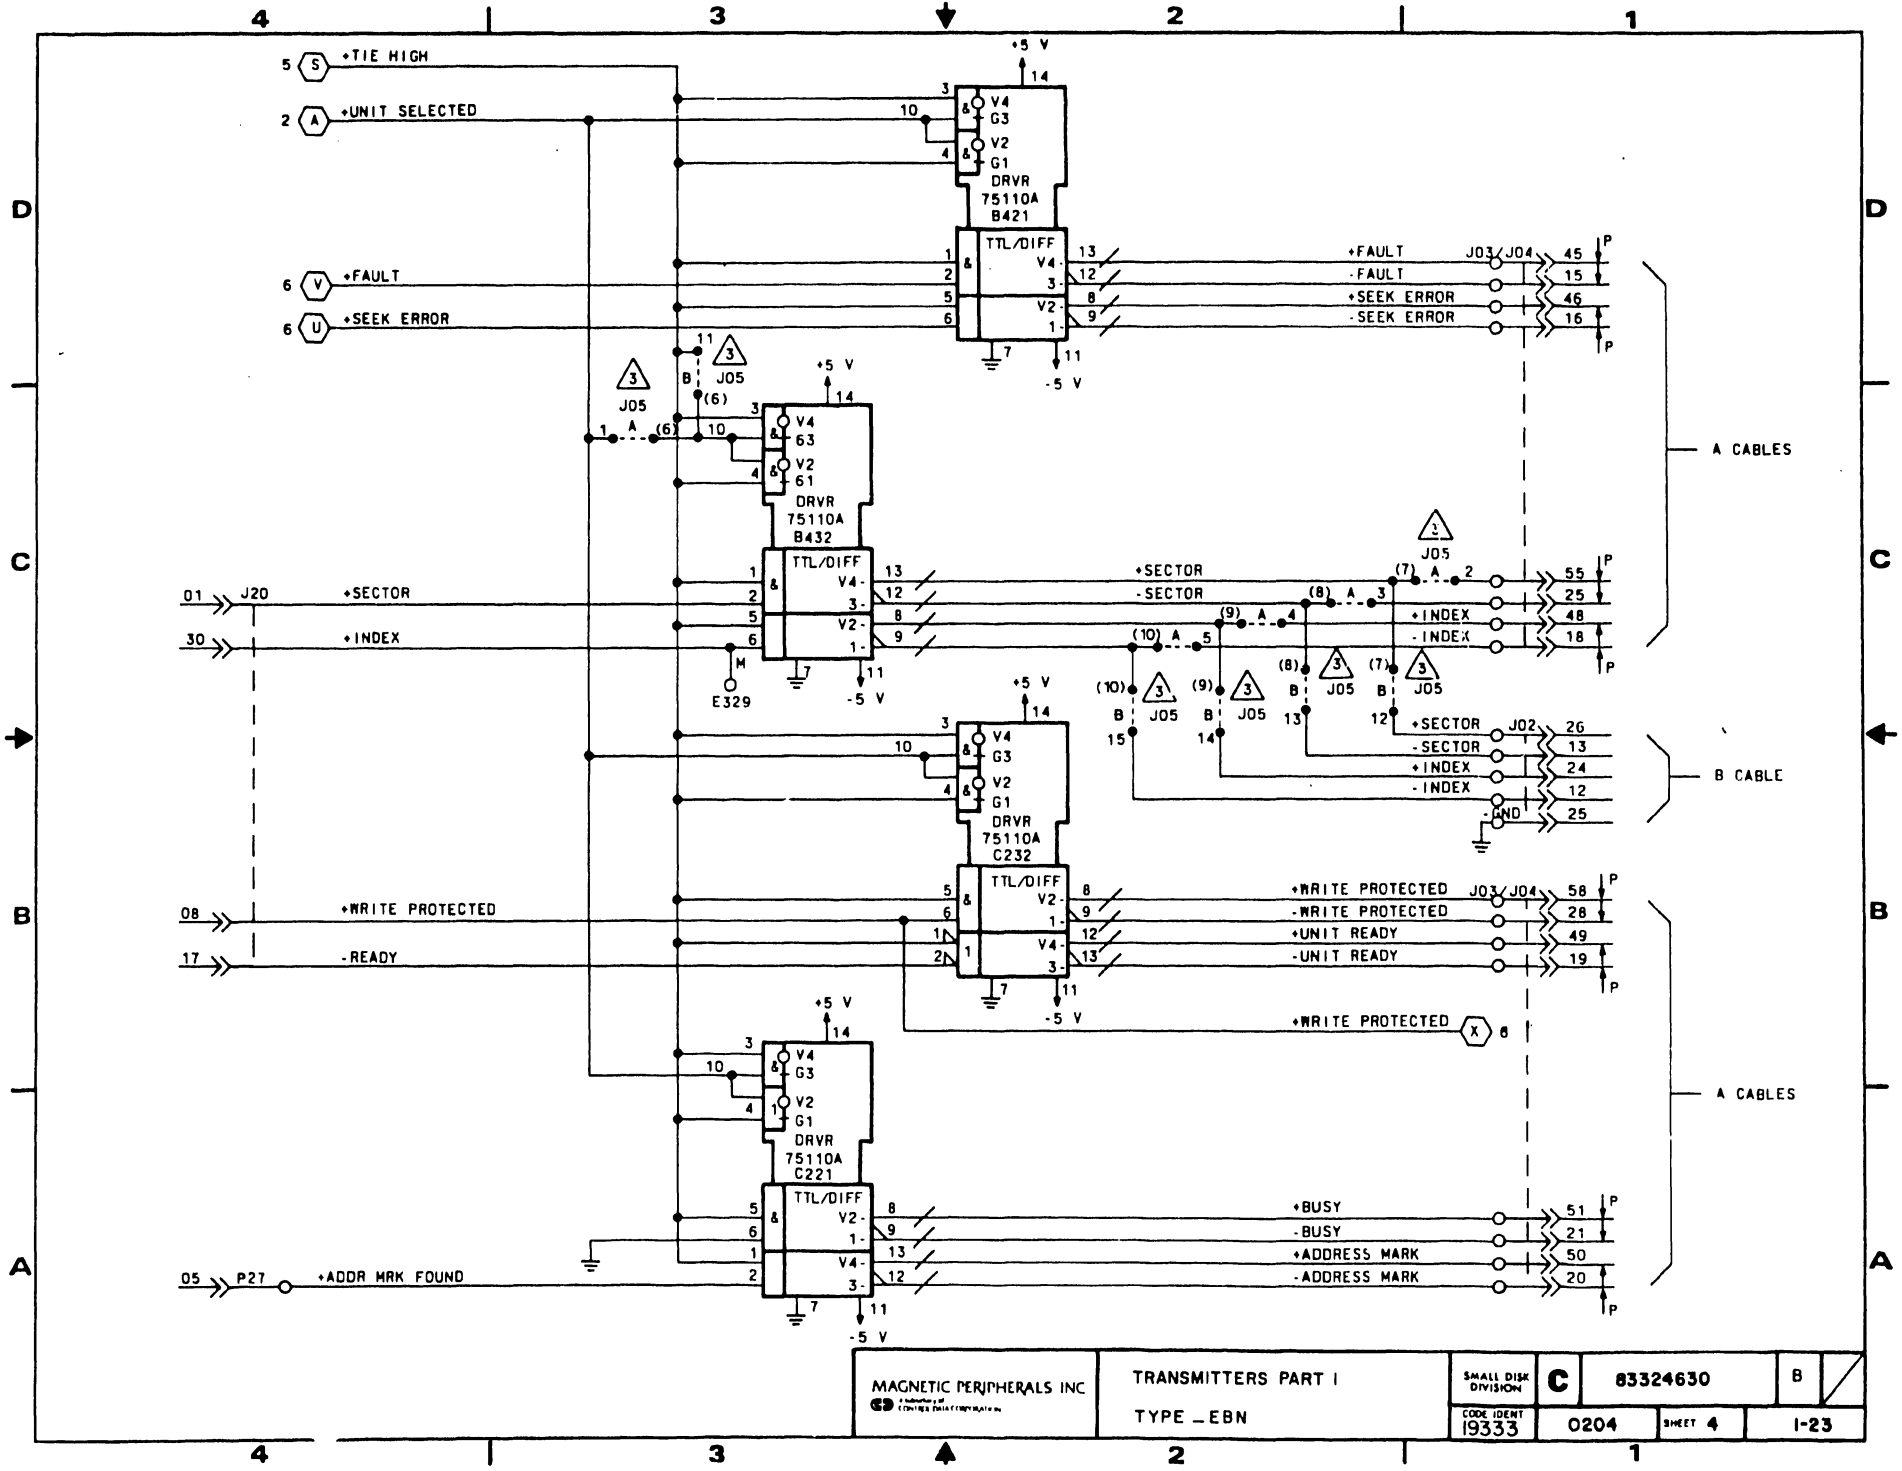 4 3 2 1
5 S +TIE HIGH
2 A +UNIT SELECTED
+5 V
14
3 & V4
10 G3
V2
4 & G1
DRVR
75110A
B421
D D
TTL/DIFF
1 & V4 13 +FAULT J03/J04 45 P
6 V +FAULT 2 3 12 -FAULT 15
5 V2 8 +SEEK ERROR 46
6 U +SEEK ERROR 6 1 9 -SEEK ERROR 16
P
7 11
-5 V
11 3
B J05
(6)
3
J05
1 A (6) 10
+5 V
14
3 & V4
63
V2
4 & 61
DRVR
75110A
B432
A CABLES
C C
TTL/DIFF
J05
1 & V4 13 +SECTOR (7) A 2 55 P
01 J20 +SECTOR 2 3 12 -SECTOR (8) A 3 25
5 V2 8 (9) A 4 +INDEX 48
30 +INDEX 6 1 9 (10) A 5 -INDEX 18
P
M
E329
7 11
-5 V
(10) 3 (9) 3 (8) 3 (7) 3
B J05 B J05 B J05 B J05
15 14 13 12
+5 V
14
3 & V4
10 G3
V2
4 & G1
DRVR
75110A
C232
+SECTOR J02 26
-SECTOR 13
+INDEX 24
-INDEX 12
-GND 25
B CABLE
B B
TTL/DIFF
5 & V2 8 +WRITE PROTECTED J03/J04 58 P
08 +WRITE PROTECTED 6 1 9 -WRITE PROTECTED 28
1 1 V4 12 +UNIT READY 49
17 -READY 2 3 13 -UNIT READY 19
P
7 11
-5 V
+WRITE PROTECTED X 6
+5 V
14
3 & V4
10 G3
V2
4 1 G1
DRVR
75110A
C221
A CABLES
TTL/DIFF
5 & V2 8 +BUSY 51 P
6 1 9 -BUSY 21
A A
1 V4 13 +ADDRESS MARK 50
05 P27 +ADDR MRK FOUND 2 3 12 -ADDRESS MARK 20
P
7 11
-5 V
MAGNETIC PERIPHERALS INC
a subsidiary of
CONTROL DATA CORPORATION
TRANSMITTERS PART I
TYPE _EBN
SMALL DISK
DIVISION
C 83324630 B
CODE IDENT
19333
0204 SHEET 4 1-23
4 3 2 1